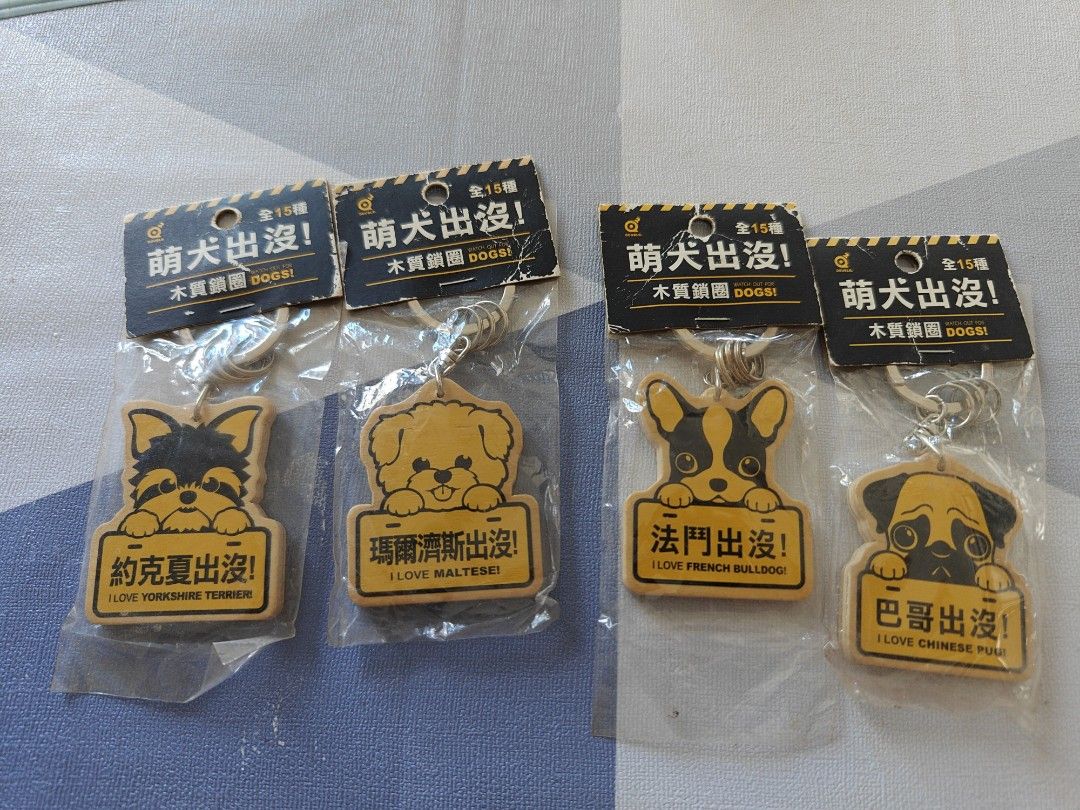 全15種
萌犬出沒!
木質鎖圈 WATCH OUT FOR DOGS!
約克夏出沒!
I LOVE YORKSHIRE TERRIER!
全15種
萌犬出沒!
木質鎖圈 WATCH OUT FOR DOGS!
瑪爾濟斯出沒!
I LOVE MALTESE!
全15種
萌犬出沒!
木質鎖圈 WATCH OUT FOR DOGS!
法鬥出沒!
I LOVE FRENCH BULLDOG!
全15種
萌犬出沒!
木質鎖圈 WATCH OUT FOR DOGS!
巴哥出沒!
I LOVE CHINESE PUG!